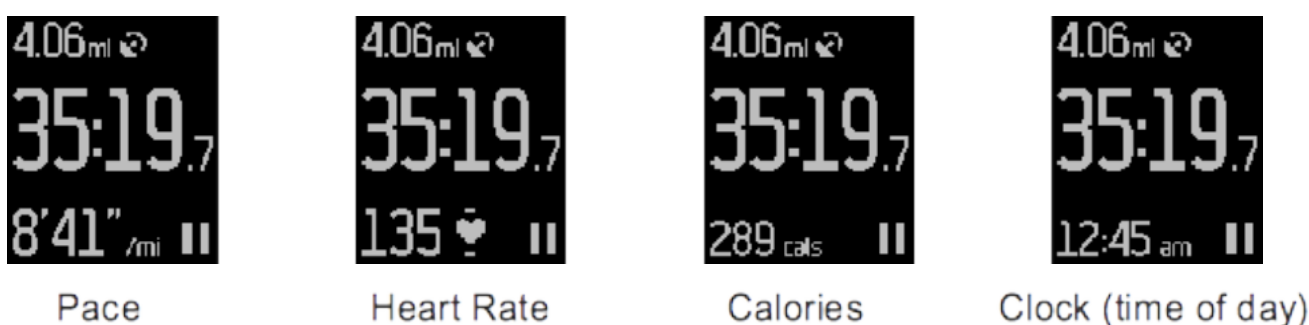 4.06mi
35:19.7
8'41"/mi
Pace
4.06mi
35:19.7
135
Heart Rate
4.06mi
35:19.7
289 cals
Calories
4.06mi
35:19.7
12:45 am
Clock (time of day)